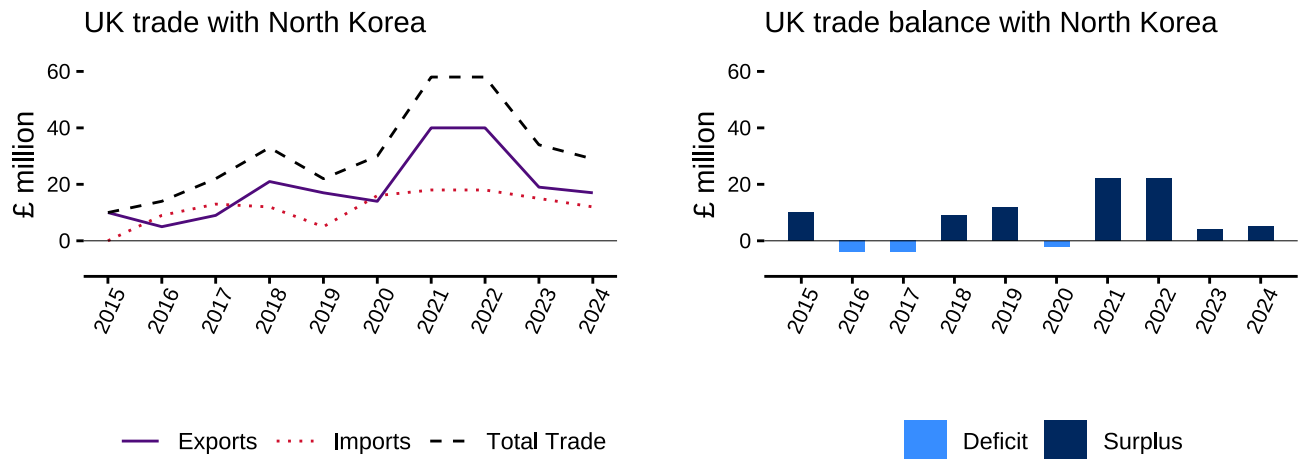 UK trade with North Korea
£ million
60
40
20
0
2015 2016 2017 2018 2019 2020 2021 2022 2023 2024
Exports Imports Total Trade
UK trade balance with North Korea
£ million
60
40
20
0
2015 2016 2017 2018 2019 2020 2021 2022 2023 2024
Deficit Surplus